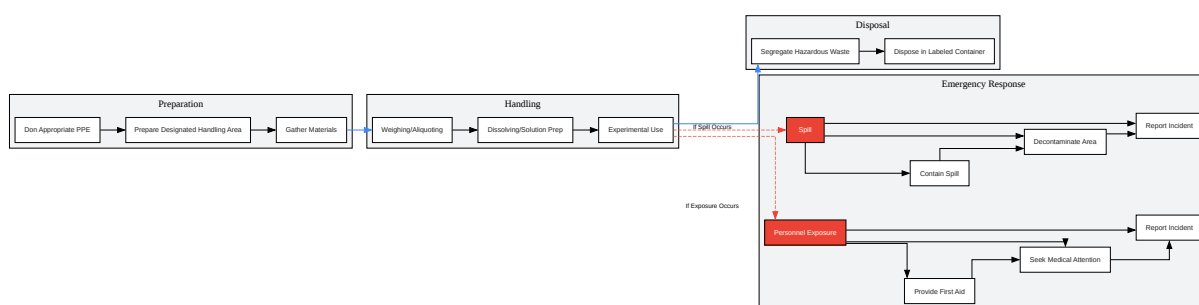 Disposal
Segregate Hazardous Waste
Dispose in Labeled Container
Emergency Response
Preparation
Don Appropriate PPE
Prepare Designated Handling Area
Gather Materials
Handling
Weighing/Aliquoting
Dissolving/Solution Prep
Experimental Use
If Spill Occurs
Spill
Report Incident
Decontaminate Area
Contain Spill
If Exposure Occurs
Personnel Exposure
Report Incident
Seek Medical Attention
Provide First Aid